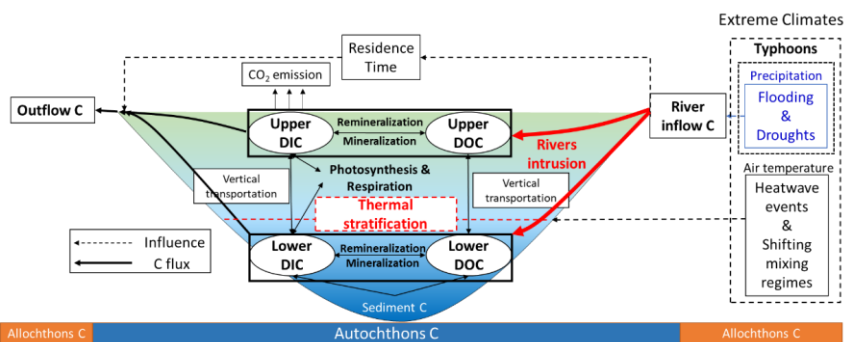 Extreme Climates
Typhoons
Precipitation
Flooding
&
Droughts
Air temperature
Heatwave
events
&
Shifting
mixing
regimes
Residence
Time
CO₂ emission
Outflow C
River
inflow C
Upper
DIC
Remineralization
Mineralization
Upper
DOC
Rivers
intrusion
Vertical
transportation
Photosynthesis &
Respiration
Vertical
transportation
Thermal
stratification
Lower
DIC
Remineralization
Mineralization
Lower
DOC
Influence
C flux
Sediment C
Allochthons C
Autochthons C
Allochthons C